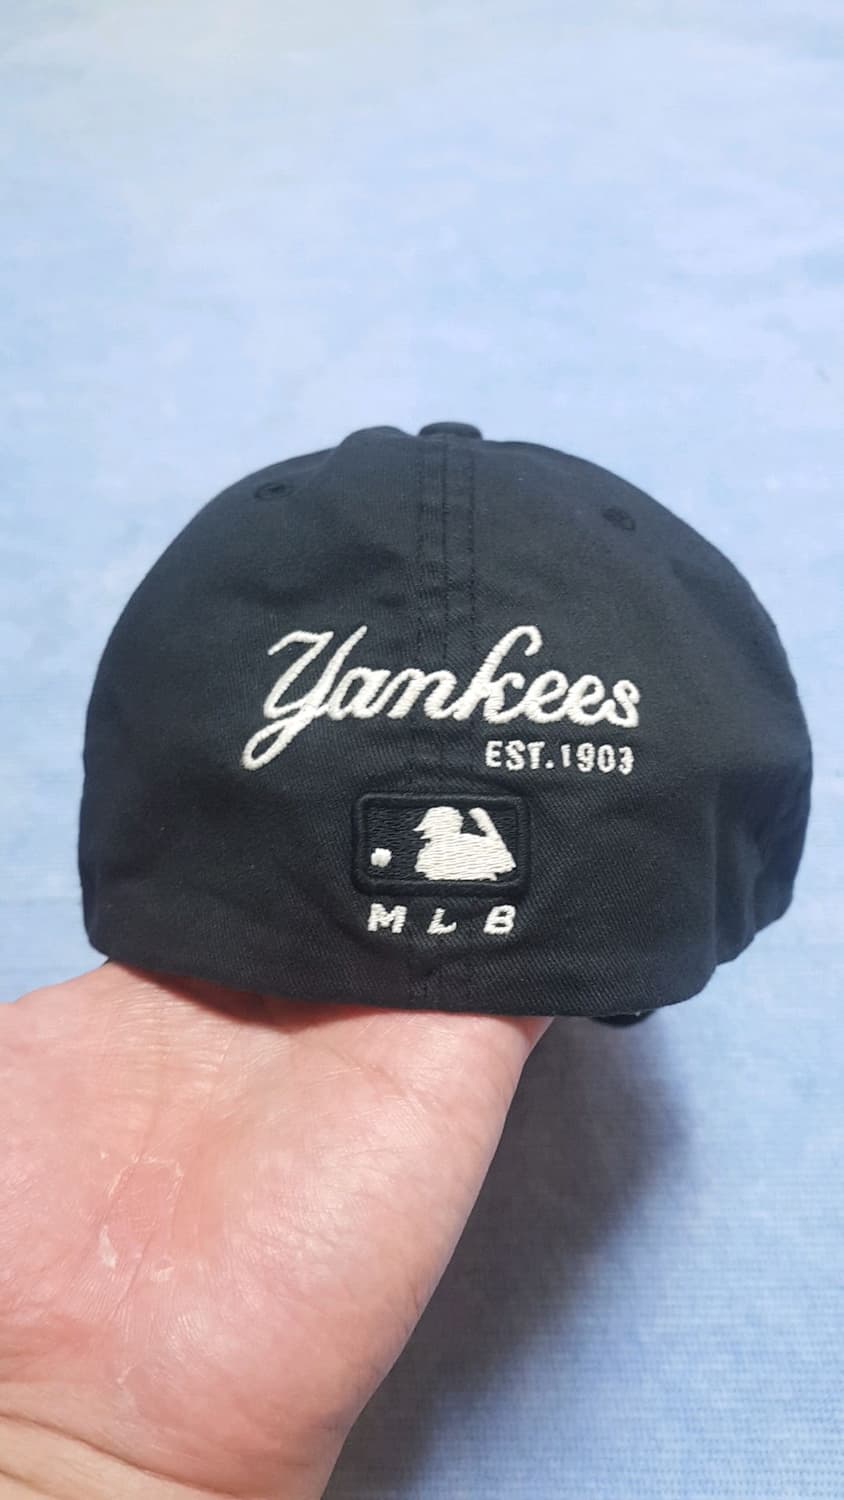 Yankees
EST.1903
MLB